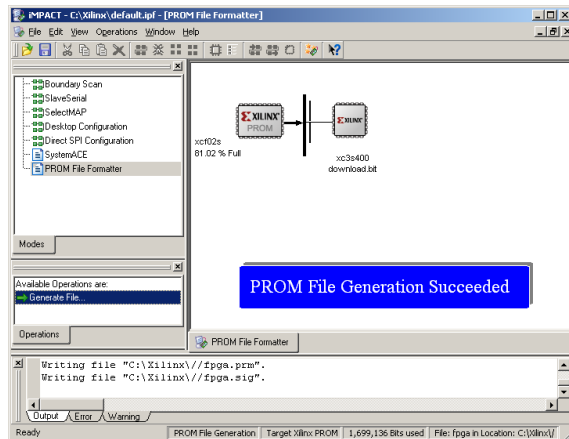 iMPACT - C:\Xilinx\default.ipf - [PROM File Formatter]
File Edit View Operations Window Help
Boundary Scan
SlaveSerial
SelectMAP
Desktop Configuration
Direct SPI Configuration
SystemACE
PROM File Formatter
Modes
Available Operations are:
Generate File...
Operations
XILINX
PROM
xcf02s
81.02 % Full
XILINX
xc3s400
download.bit
PROM File Generation Succeeded
PROM File Formatter
Writing file "C:\Xilinx\//fpga.prm".
Writing file "C:\Xilinx\//fpga.sig".
Output Error Warning
Ready PROM File Generation Target Xilinx PROM 1,699,136 Bits used File: fpga in Location: C:\Xilinx\/